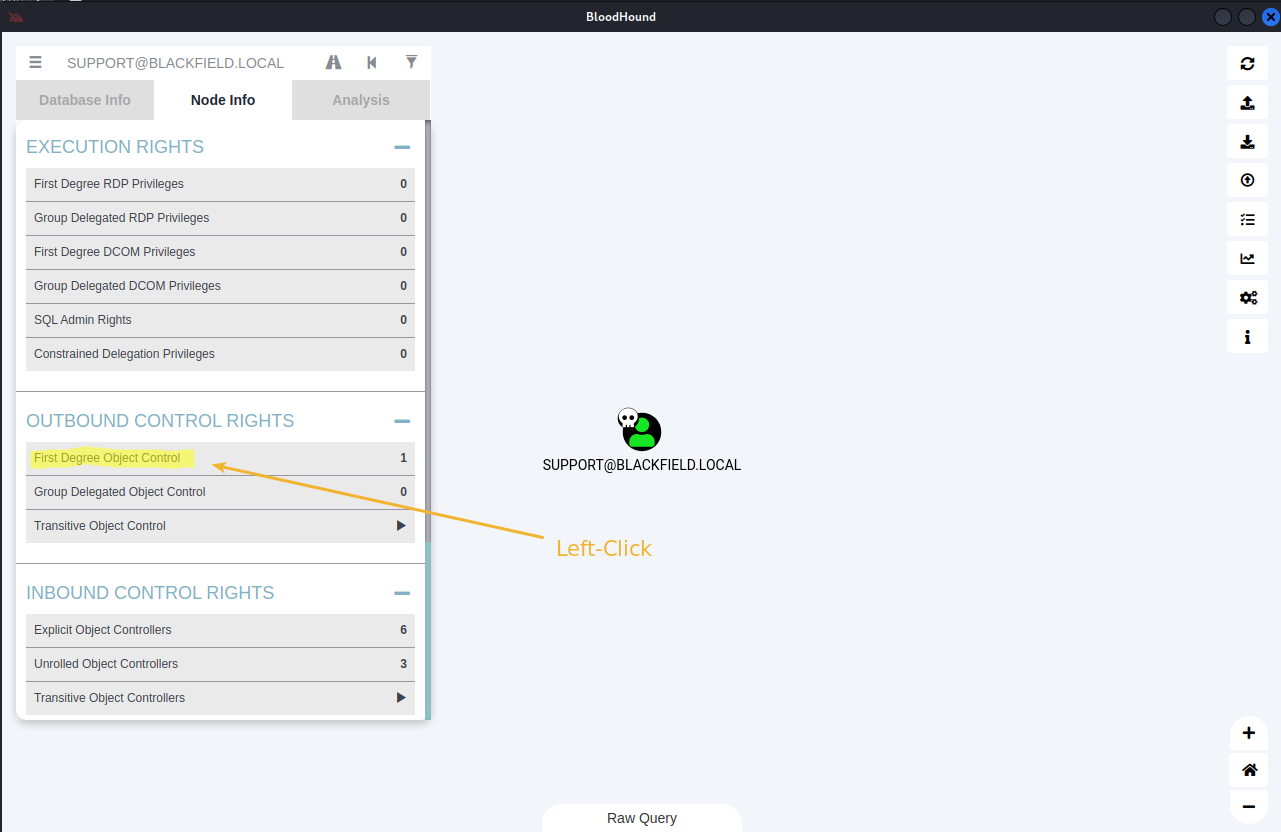 BloodHound
SUPPORT@BLACKFIELD.LOCAL
Database Info
Node Info
Analysis
EXECUTION RIGHTS
First Degree RDP Privileges 0
Group Delegated RDP Privileges 0
First Degree DCOM Privileges 0
Group Delegated DCOM Privileges 0
SQL Admin Rights 0
Constrained Delegation Privileges 0
OUTBOUND CONTROL RIGHTS
First Degree Object Control 1
Group Delegated Object Control 0
Transitive Object Control
INBOUND CONTROL RIGHTS
Explicit Object Controllers 6
Unrolled Object Controllers 3
Transitive Object Controllers
SUPPORT@BLACKFIELD.LOCAL
Left-Click
Raw Query